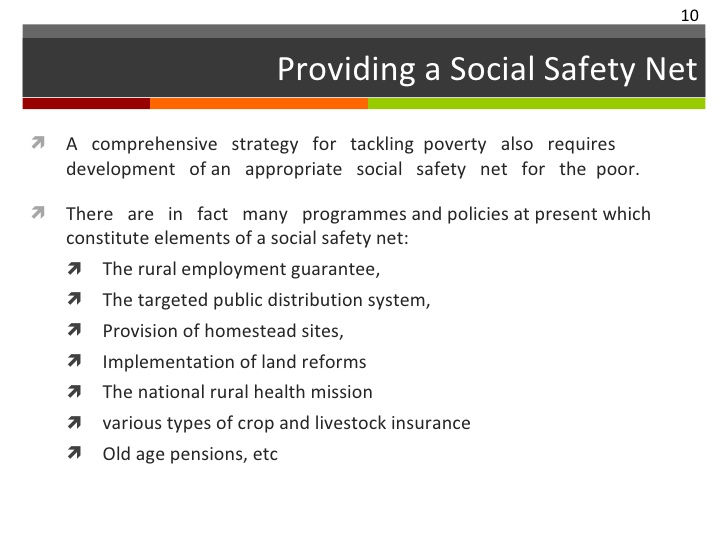 10
Providing a Social Safety Net
A comprehensive strategy for tackling poverty also requires
development of an appropriate social safety net for the poor.
There are in fact many programmes and policies at present which
constitute elements of a social safety net:
The rural employment guarantee,
The targeted public distribution system,
Provision of homestead sites,
Implementation of land reforms
The national rural health mission
various types of crop and livestock insurance
Old age pensions, etc